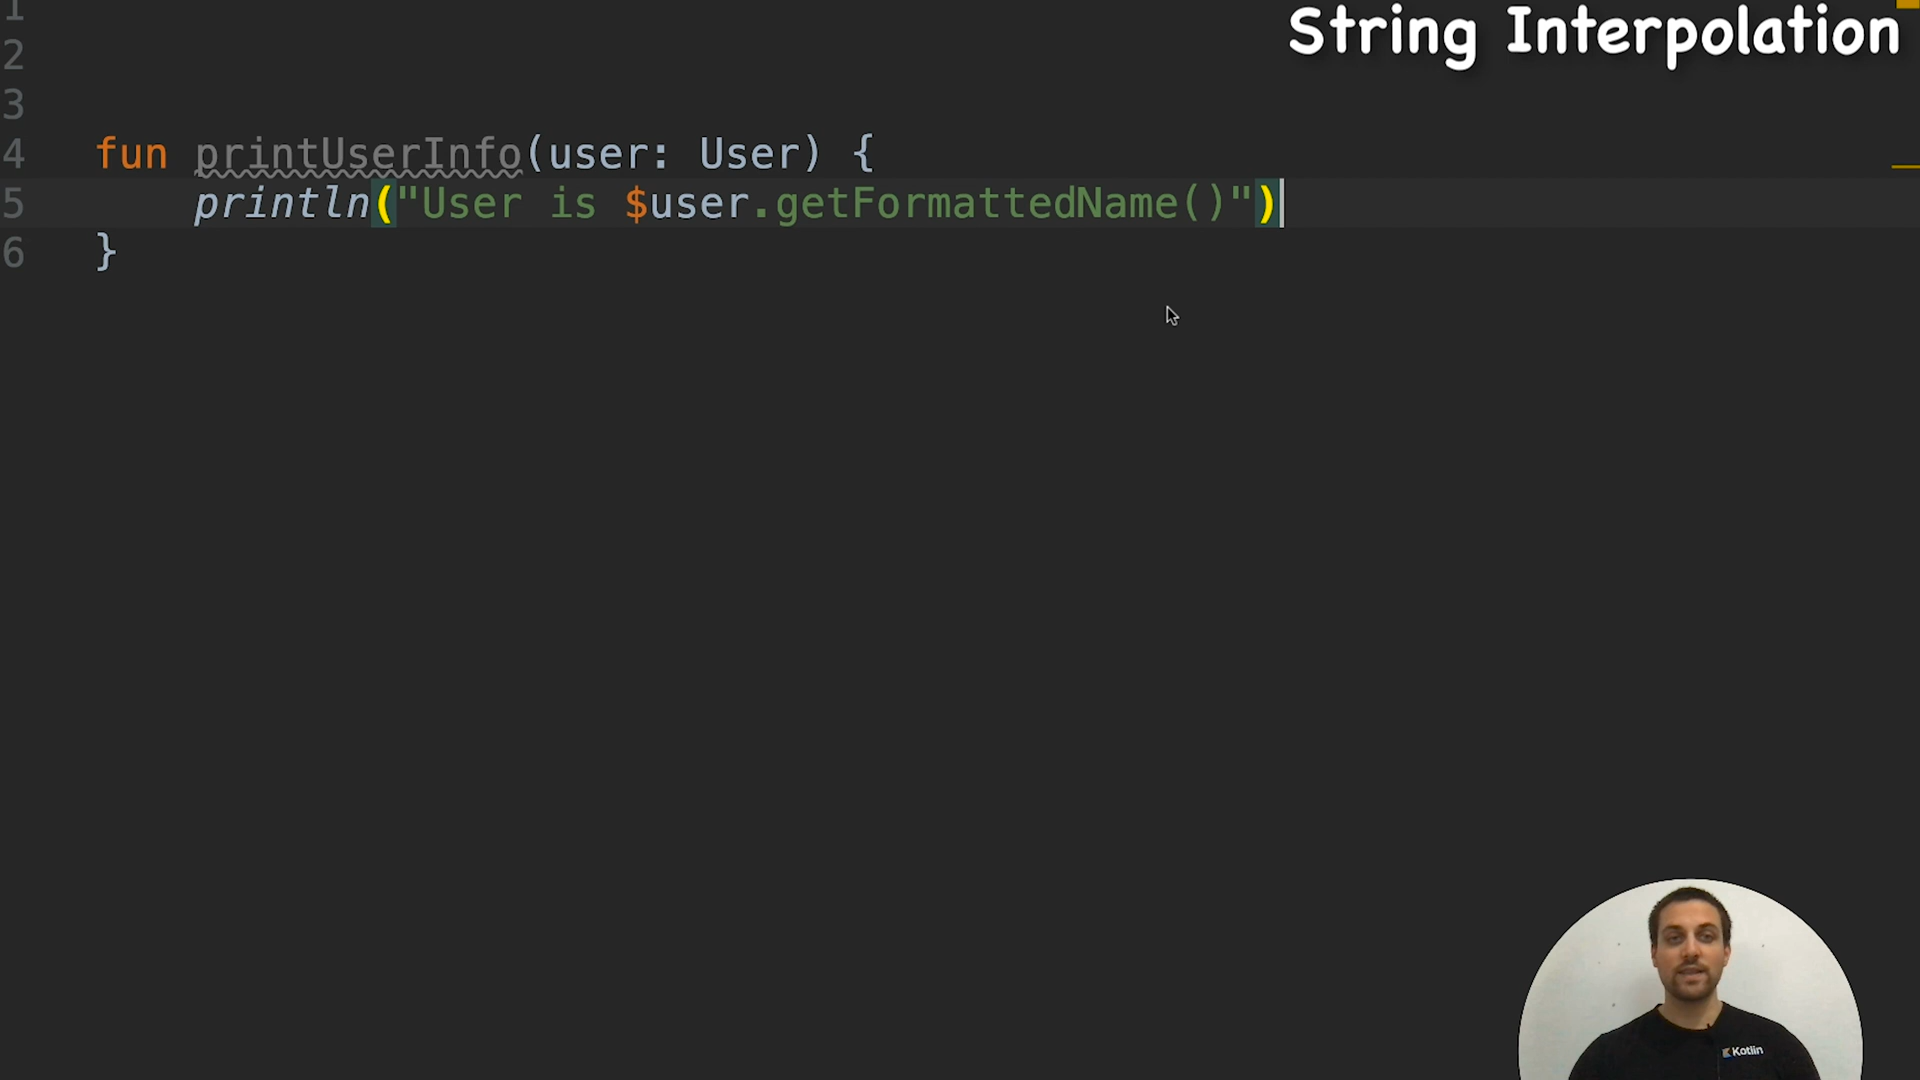 String Interpolation
1
2
3
4 fun printUserInfo(user: User) {
5 println("User is $user.getFormattedName()")
6 }
Kotlin